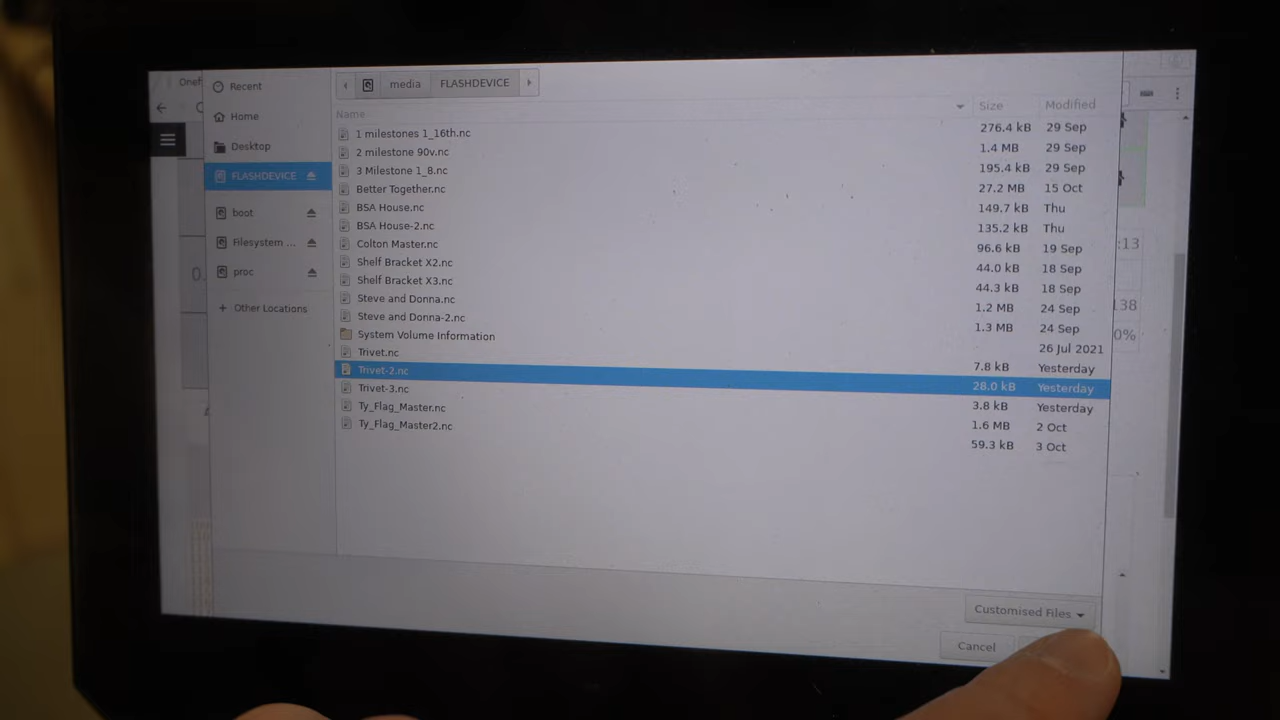 Onef
Recent
Home
Desktop
FLASHDEVICE
boot
Filesystem ...
proc
Other Locations
0.
media FLASHDEVICE
Name Size Modified
1 milestones 1_16th.nc 276.4 kB 29 Sep
2 milestone 90v.nc 1.4 MB 29 Sep
3 Milestone 1_8.nc 195.4 kB 29 Sep
Better Together.nc 27.2 MB 15 Oct
BSA House.nc 149.7 kB Thu
BSA House-2.nc 135.2 kB Thu
Colton Master.nc 96.6 kB 19 Sep
Shelf Bracket X2.nc 44.0 kB 18 Sep
Shelf Bracket X3.nc 44.3 kB 18 Sep
Steve and Donna.nc 1.2 MB 24 Sep
Steve and Donna-2.nc 1.3 MB 24 Sep
System Volume Information 26 Jul 2021
Trivet.nc 7.8 kB Yesterday
Trivet-2.nc 28.0 kB Yesterday
Trivet-3.nc 3.8 kB Yesterday
Ty_Flag_Master.nc 1.6 MB 2 Oct
Ty_Flag_Master2.nc 59.3 kB 3 Oct
:13
138
0%
Customised Files
Cancel